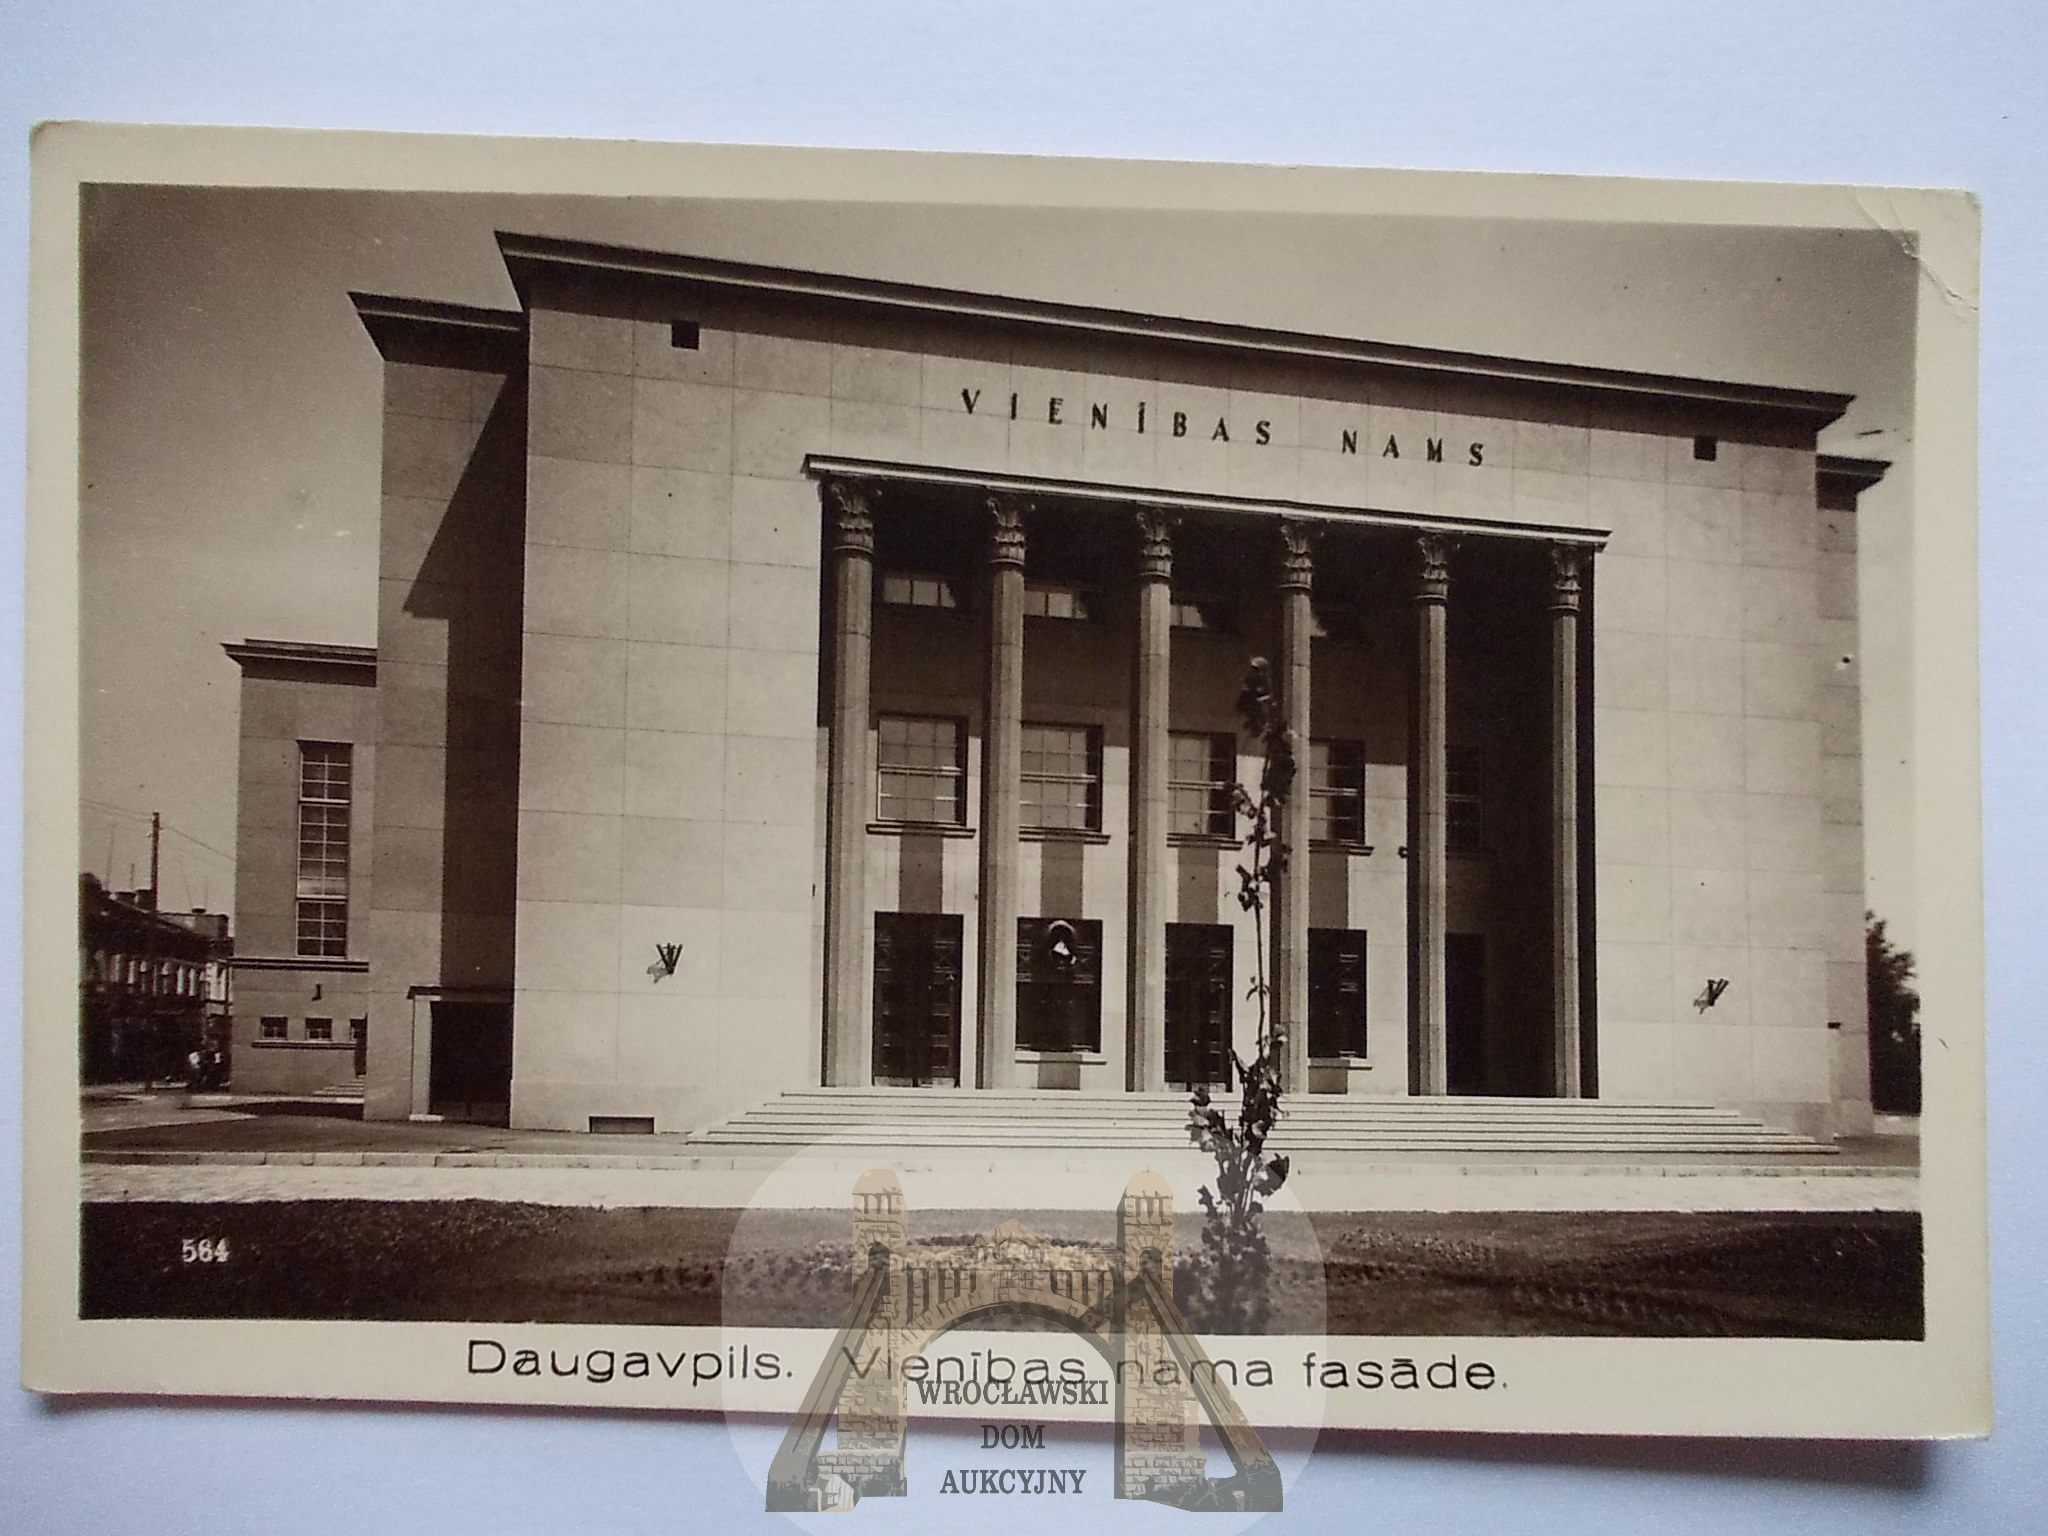 VIENĪBAS NAMS
564
Daugavpils. Vienības nama fasāde.
WROCŁAWSKI
DOM
AUKCYJNY